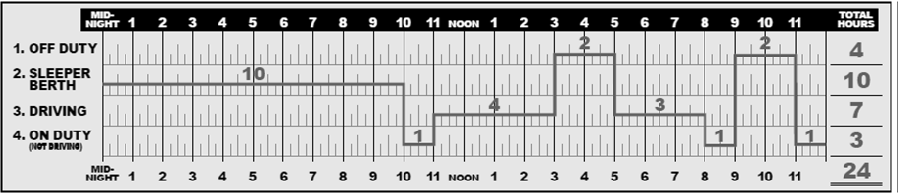 MID-NIGHT 1 2 3 4 5 6 7 8 9 10 11 NOON 1 2 3 4 5 6 7 8 9 10 11 TOTAL HOURS
1. OFF DUTY 2 2 4
2. SLEEPER BERTH 10 10
3. DRIVING 4 3 7
4. ON DUTY (NOT DRIVING) 1 1 1 3
MID-NIGHT 1 2 3 4 5 6 7 8 9 10 11 NOON 1 2 3 4 5 6 7 8 9 10 11 24